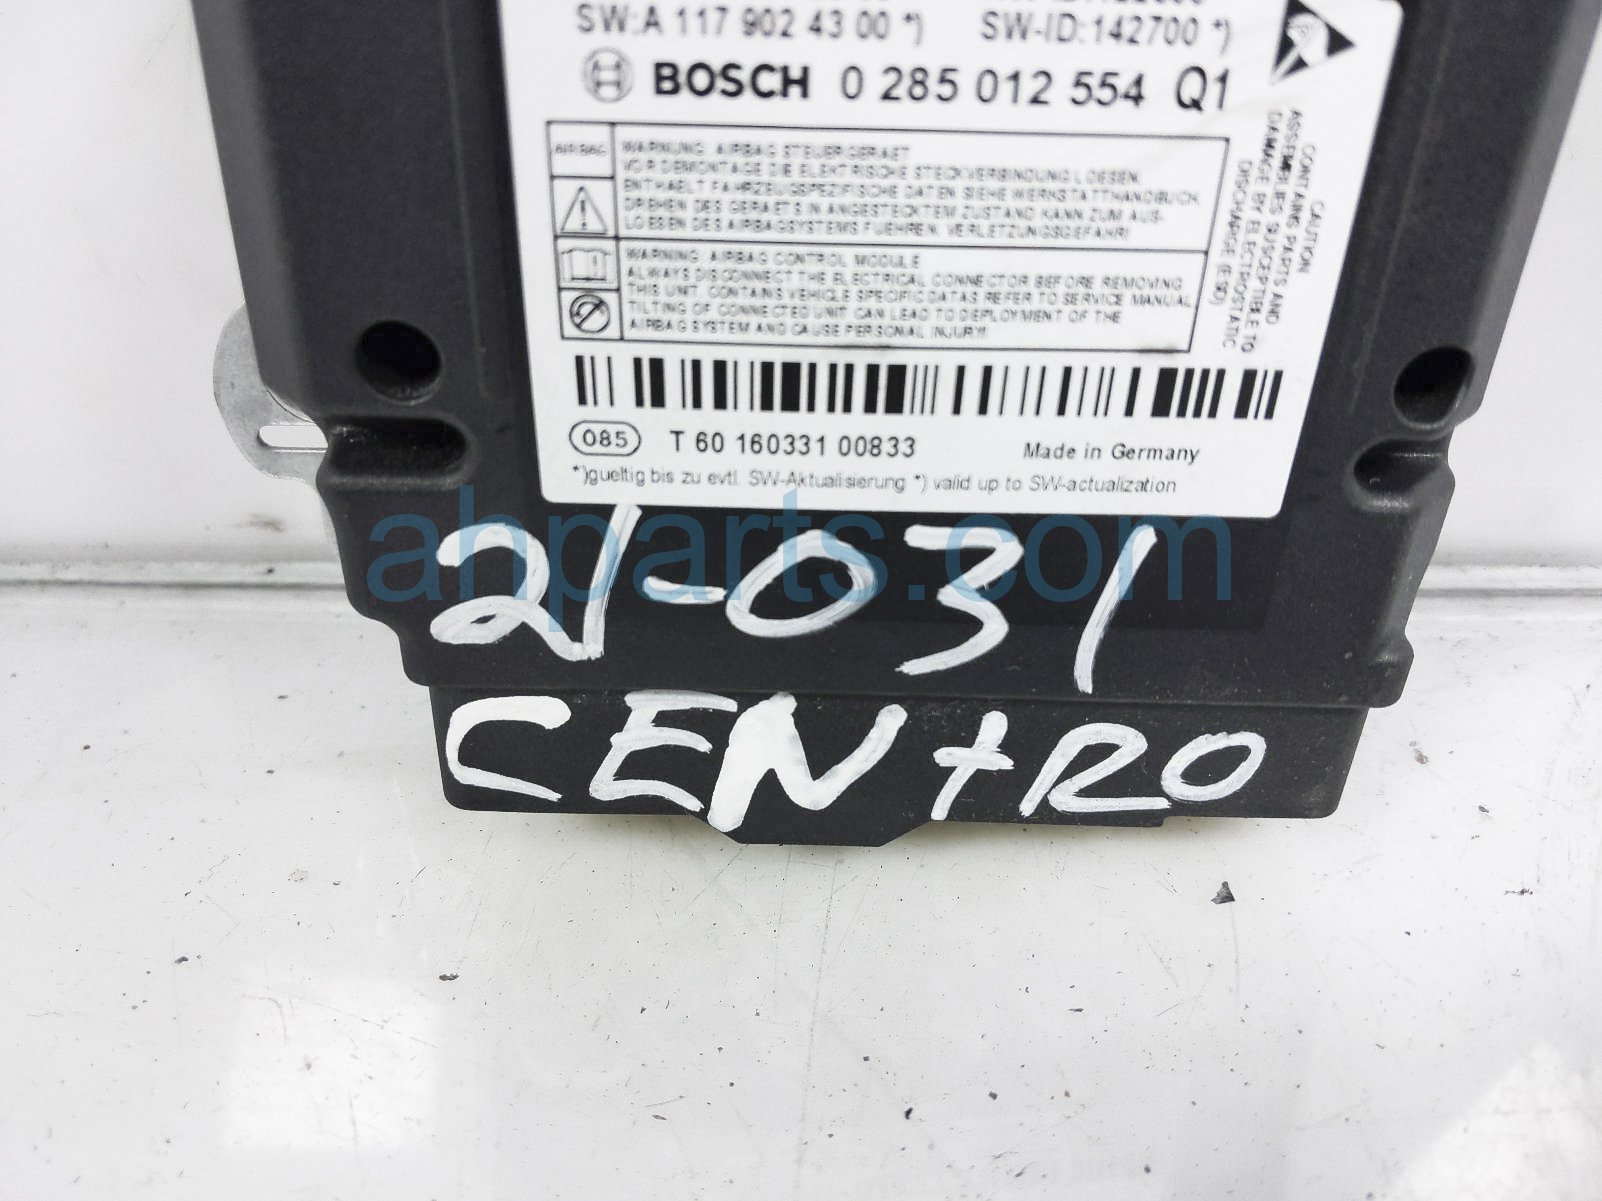 SW:A 117 902 43 00 *) SW-ID:142700 *)
BOSCH 0 285 012 554 Q1
AIRBAG
WARNUNG: AIRBAG STEUERGERAET
VOR DEMONTAGE DIE ELEKTRISCHE STECKVERBINDUNG LOESEN.
ENTHAELT FAHRZEUGSPEZIFISCHE DATEN SIEHE WERKSTATTHANDBUCH.
DREHEN DES GERAETS IN ANGESTECKTEM ZUSTAND KANN ZUM AUS-
LOESEN DES AIRBAGSYSTEMS FUEHREN. VERLETZUNGSGEFAHR!
WARNING: AIRBAG CONTROL MODULE
ALWAYS DISCONNECT THE ELECTRICAL CONNECTOR BEFORE REMOVING
THIS UNIT. CONTAINS VEHICLE SPECIFIC DATAS REFER TO SERVICE MANUAL
TILTING OF CONNECTED UNIT CAN LEAD TO DEPLOYMENT OF THE
AIRBAG SYSTEM AND CAUSE PERSONAL INJURY!
CAUTION
CONTAINS PARTS AND
ASSEMBLIES SUSCEPTIBLE TO
DAMAGE BY ELECTROSTATIC
DISCHARGE (ESD)
085 T 60 160331 00833 Made in Germany
*)gueltig bis zu evtl. SW-Aktualisierung *) valid up to SW-actualization
ahparts.com
21-031
CENTRO